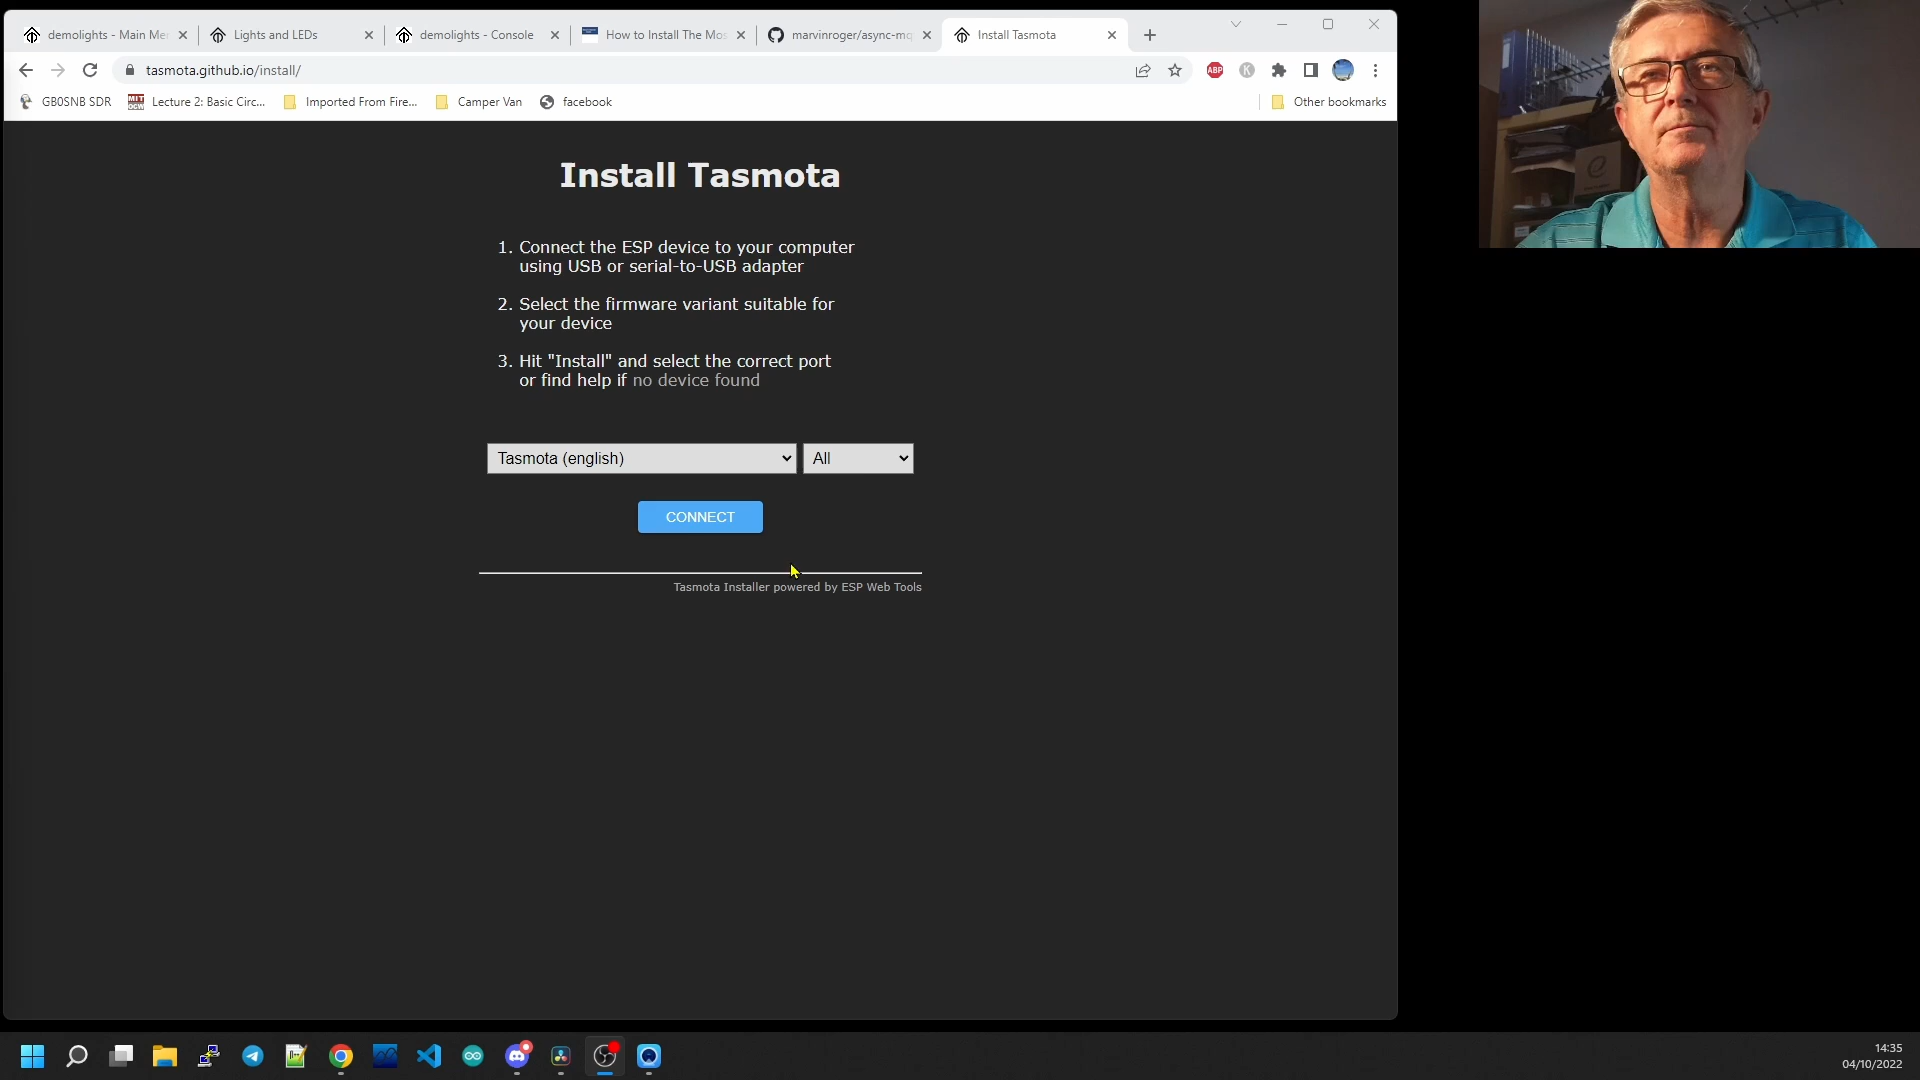 demolights - Main Me
Lights and LEDs
demolights - Console
How to Install The Mos
marvinroger/async-mq
Install Tasmota
tasmota.github.io/install/
ABP
K
GB0SNB SDR
MIT
OCW
Lecture 2: Basic Circ...
Imported From Fire...
Camper Van
facebook
Other bookmarks
Install Tasmota
1. Connect the ESP device to your computer
using USB or serial-to-USB adapter
2. Select the firmware variant suitable for
your device
3. Hit "Install" and select the correct port
or find help if no device found
Tasmota (english)
All
CONNECT
Tasmota Installer powered by ESP Web Tools
14:35
04/10/2022